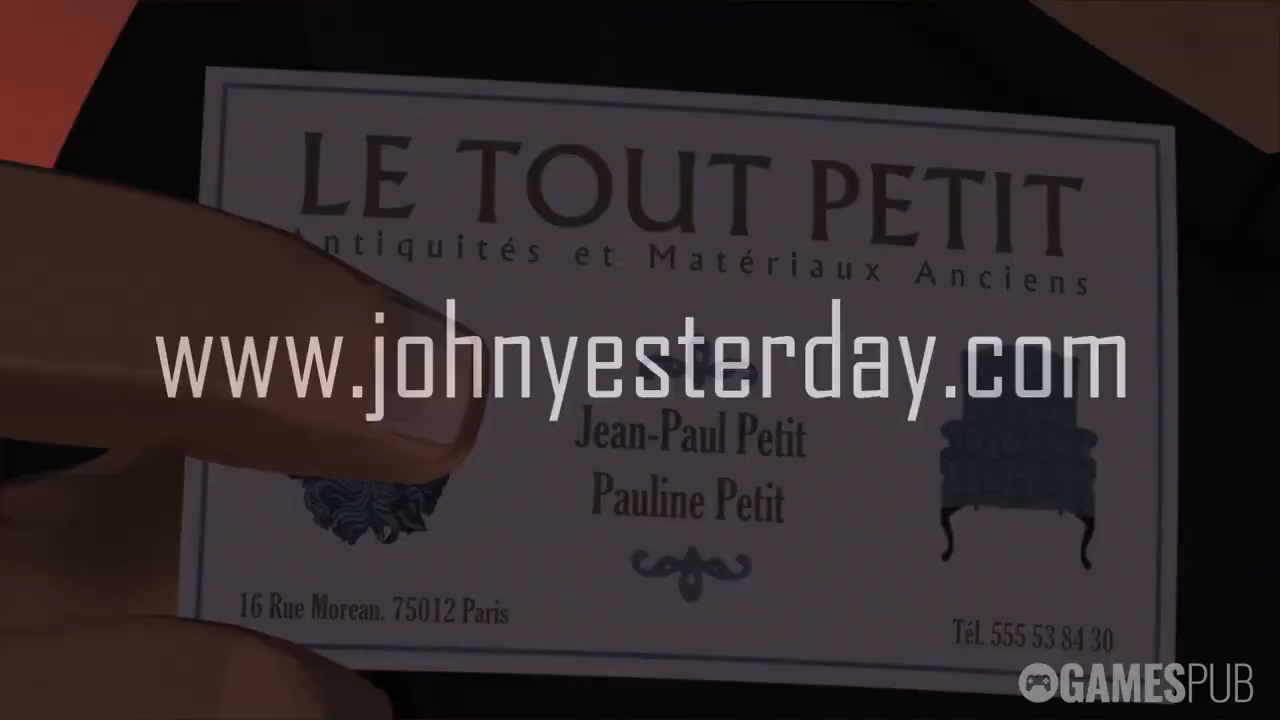 LE TOUT PETIT
Antiquités et Matériaux Anciens
www.johnyesterday.com
Jean-Paul Petit
Pauline Petit
16 Rue Moreau. 75012 Paris
Tél. 555 53 84 30
GAMESPUB